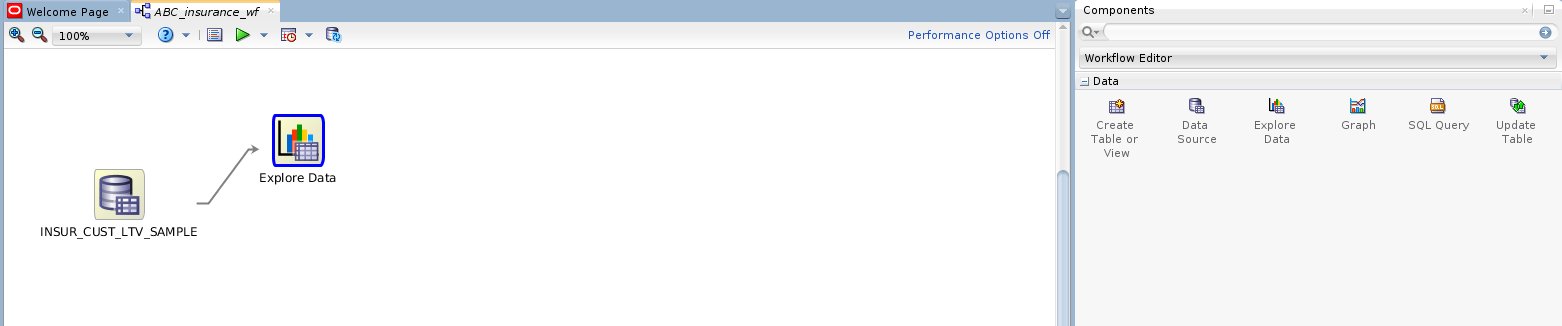 Welcome Page
ABC_insurance_wf
100%
Performance Options Off
Explore Data
INSUR_CUST_LTV_SAMPLE
Components
Workflow Editor
Data
Create
Table or
View
Data
Source
Explore
Data
Graph
SQL Query
Update
Table